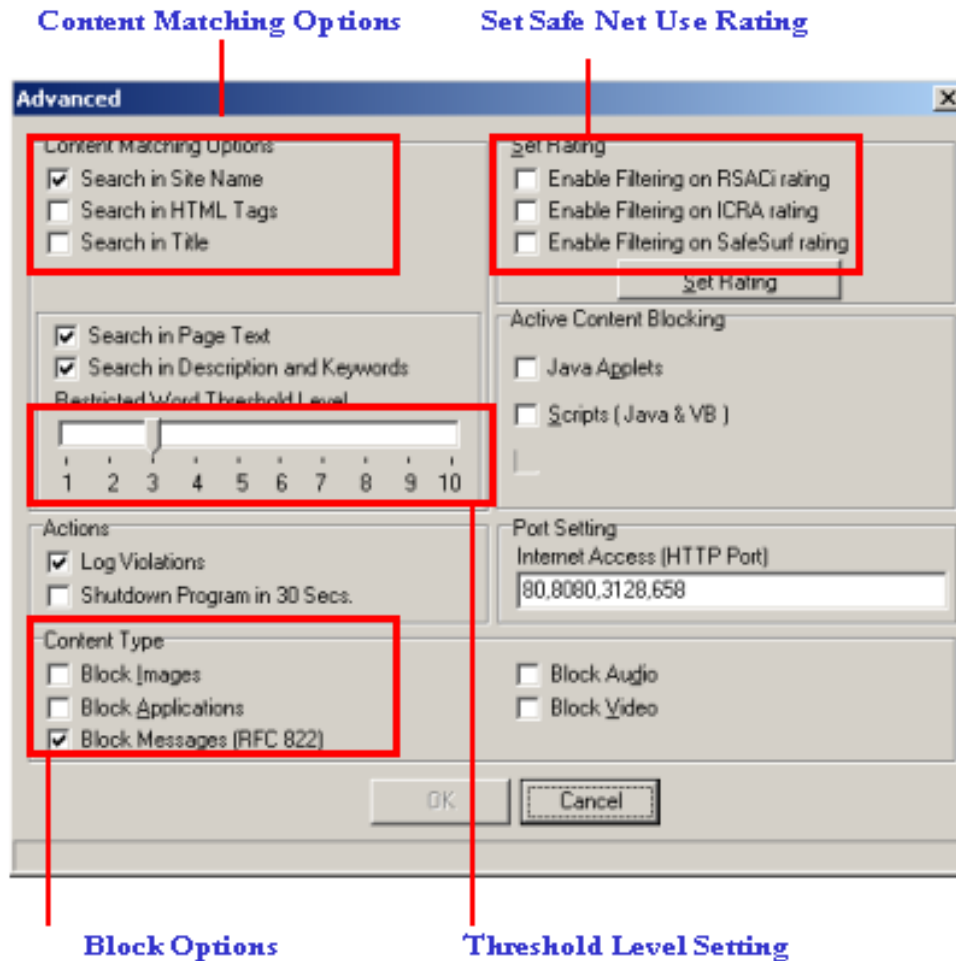 Content Matching Options
Set Safe Net Use Rating
Advanced
Content Matching Options
Search in Site Name
Search in HTML Tags
Search in Title
Set Rating
Enable Filtering on RSACi rating
Enable Filtering on ICRA rating
Enable Filtering on SafeSurf rating
Set Rating
Search in Page Text
Search in Description and Keywords
Restricted Word Threshold Level
1 2 3 4 5 6 7 8 9 10
Active Content Blocking
Java Applets
Scripts ( Java & VB )
Actions
Log Violations
Shutdown Program in 30 Secs.
Port Setting
Internet Access (HTTP Port)
80,8080,3128,658
Content Type
Block Images
Block Applications
Block Messages (RFC 822)
Block Audio
Block Video
OK
Cancel
Block Options
Threshold Level Setting